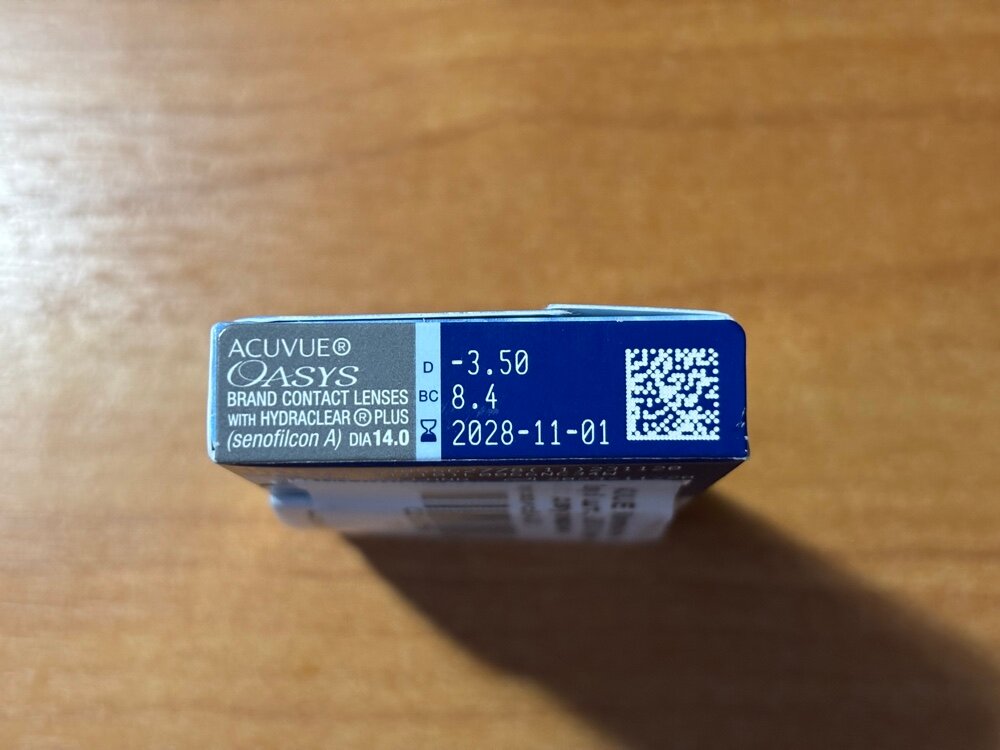 ACUVUE®
OASYS
BRAND CONTACT LENSES
WITH HYDRACLEAR ® PLUS
(senofilcon A) DIA 14.0
D -3.50
BC 8.4
2028-11-01